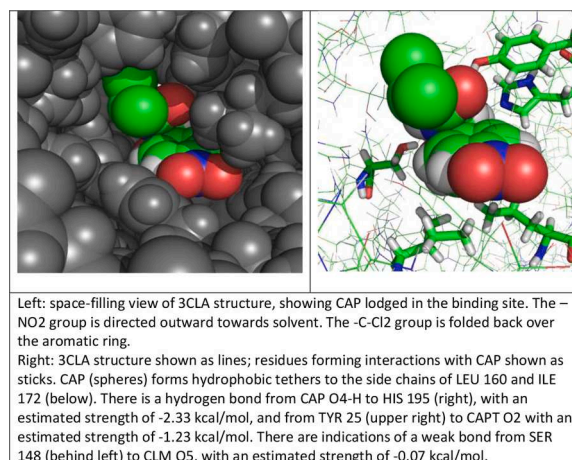 Left: space-filling view of 3CLA structure, showing CAP lodged in the binding site. The –
NO2 group is directed outward towards solvent. The -C-Cl2 group is folded back over
the aromatic ring.
Right: 3CLA structure shown as lines; residues forming interactions with CAP shown as
sticks. CAP (spheres) forms hydrophobic tethers to the side chains of LEU 160 and ILE
172 (below). There is a hydrogen bond from CAP O4-H to HIS 195 (right), with an
estimated strength of -2.33 kcal/mol, and from TYR 25 (upper right) to CAPT O2 with an
estimated strength of -1.23 kcal/mol. There are indications of a weak bond from SER
148 (behind left) to CLM O5, with an estimated strength of -0.07 kcal/mol.